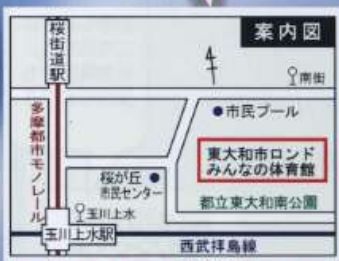 案内図
桜街道駅
南街
多摩都市モノレール
市民プール
東大和市ロンド
みんなの体育館
桜が丘
市民センター
都立東大和南公園
玉川上水
玉川上水駅
西武拝島線